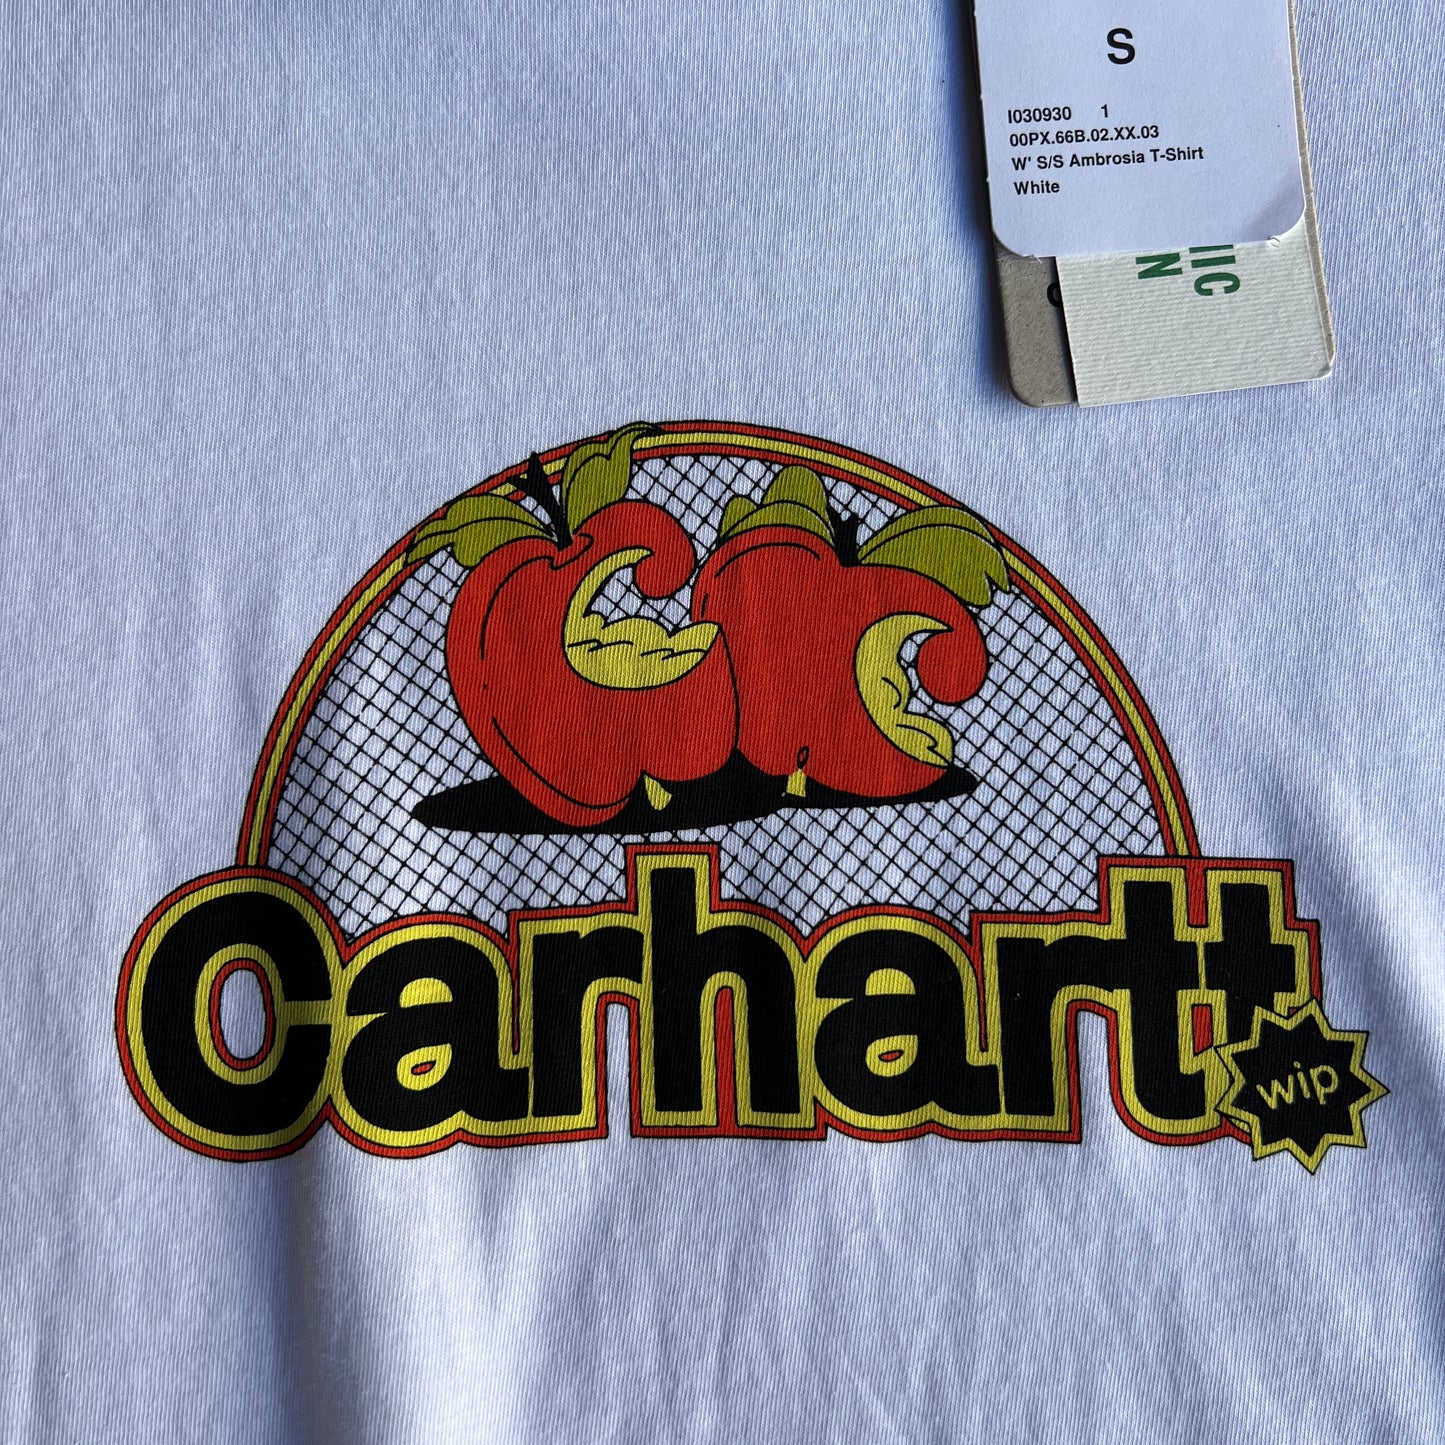 S
I030930 1
00PX.66B.02.XX.03
W' S/S Ambrosia T-Shirt
White
Carhartt
wip